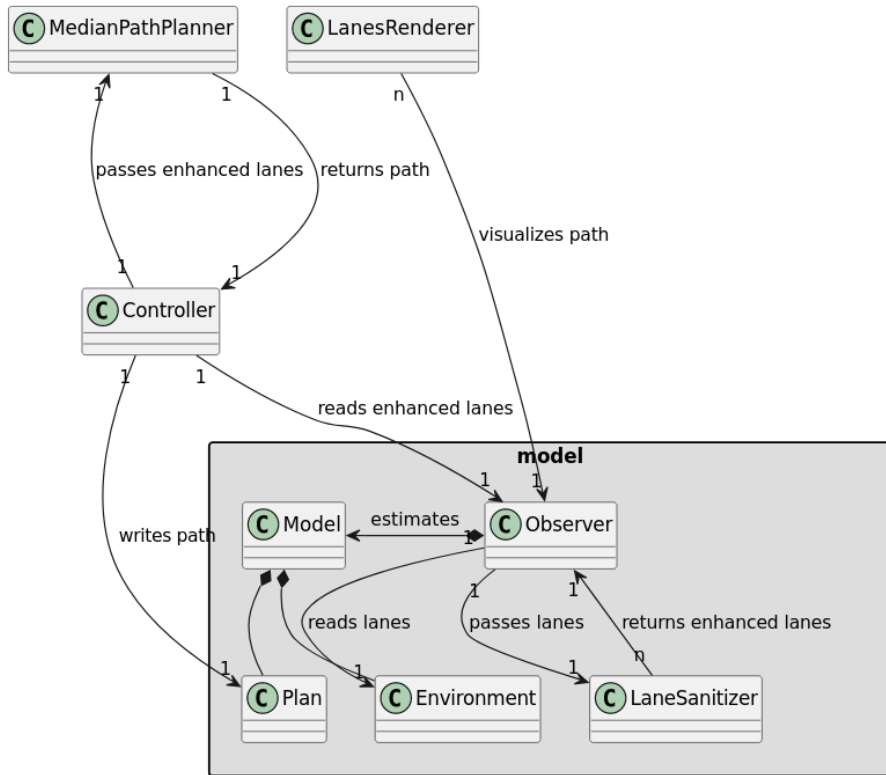 C MedianPathPlanner
C LanesRenderer
1
1
n
passes enhanced lanes
returns path
visualizes path
1
1
C Controller
1
1
reads enhanced lanes
model
1
1
C Model
estimates
1
C Observer
writes path
1
1
reads lanes
passes lanes
returns enhanced lanes
1
1
1
n
C Plan
C Environment
C LaneSanitizer